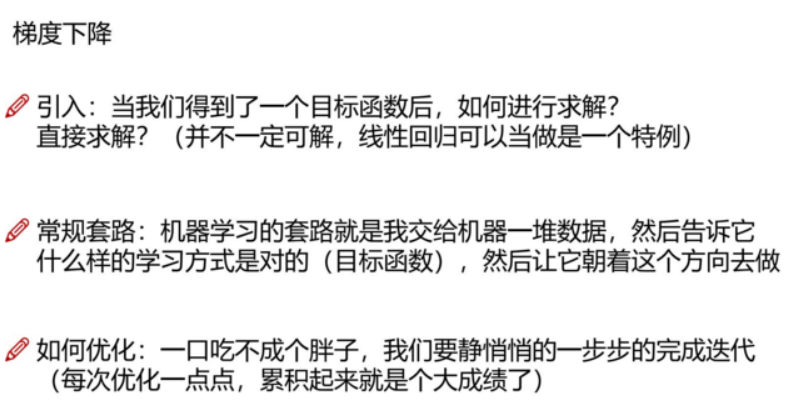 梯度下降
引入：当我们得到了一个目标函数后，如何进行求解？
直接求解？（并不一定可解，线性回归可以当做是一个特例）
常规套路：机器学习的套路就是我交给机器一堆数据，然后告诉它
什么样的学习方式是对的（目标函数），然后让它朝着这个方向去做
如何优化：一口吃不成个胖子，我们要静悄悄的一步步的完成迭代
（每次优化一点点，累积起来就是个大成绩了）